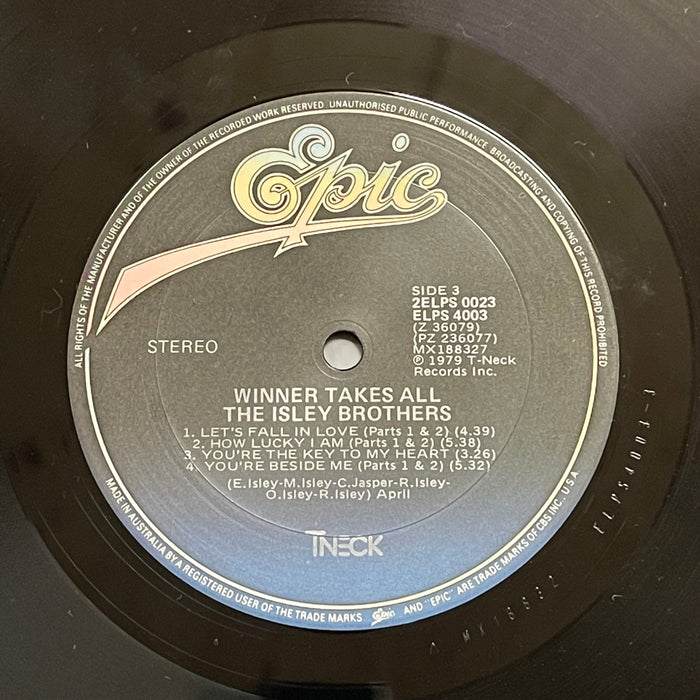 ALL RIGHTS OF THE MANUFACTURER AND OF THE OWNER OF THE RECORDED WORK RESERVED. UNAUTHORISED PUBLIC PERFORMANCE, BROADCASTING AND COPYING OF THIS RECORD PROHIBITED
Epic
SIDE 3
2ELPS 0023
ELPS 4003
(Z 36079)
(PZ 236077)
MX188327
℗ 1979 T-Neck
Records Inc.
STEREO
WINNER TAKES ALL
THE ISLEY BROTHERS
1. LET'S FALL IN LOVE (Parts 1 & 2) (4.39)
2. HOW LUCKY I AM (Parts 1 & 2) (5.38)
3. YOU'RE THE KEY TO MY HEART (3.26)
4. YOU'RE BESIDE ME (Parts 1 & 2) (5.32)
(E.Isley-M.Isley-C.Jasper-R.Isley-
O.Isley-R.Isley) April
TNECK
MADE IN AUSTRALIA BY A REGISTERED USER OF THE TRADE MARKS Epic AND "EPIC" ARE TRADE MARKS OF CBS INC. U.S.A